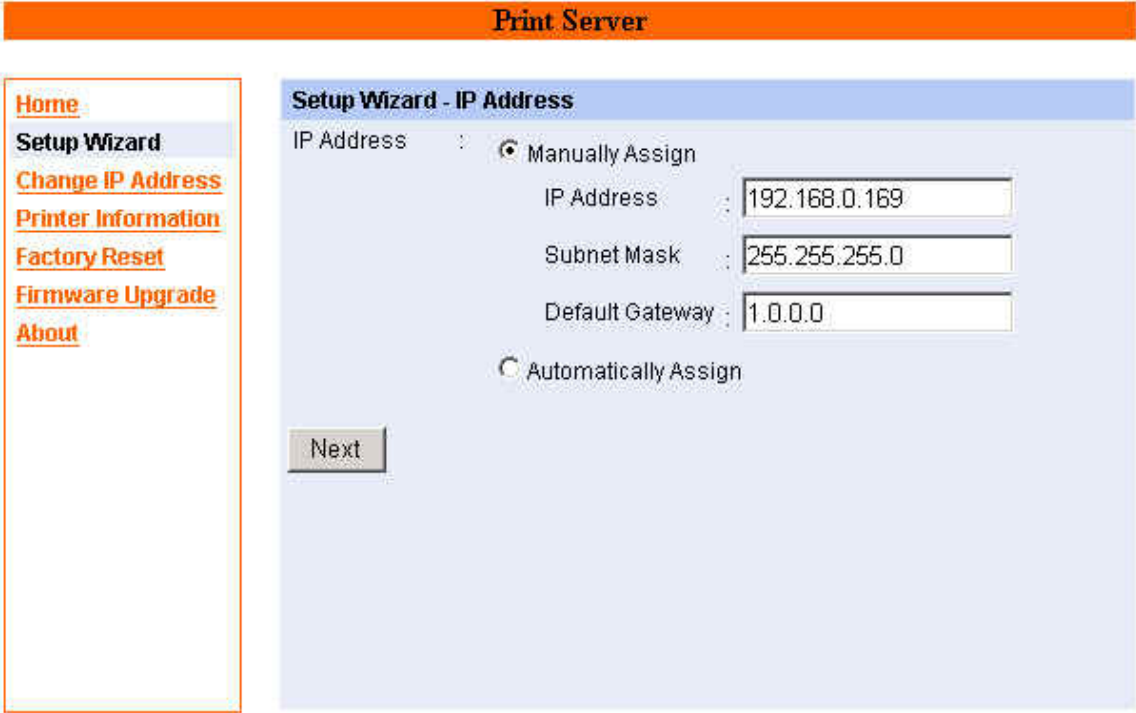 Print Server
Home
Setup Wizard
Change IP Address
Printer Information
Factory Reset
Firmware Upgrade
About
Setup Wizard - IP Address
IP Address : Manually Assign
IP Address : 192.168.0.169
Subnet Mask : 255.255.255.0
Default Gateway : 1.0.0.0
Automatically Assign
Next